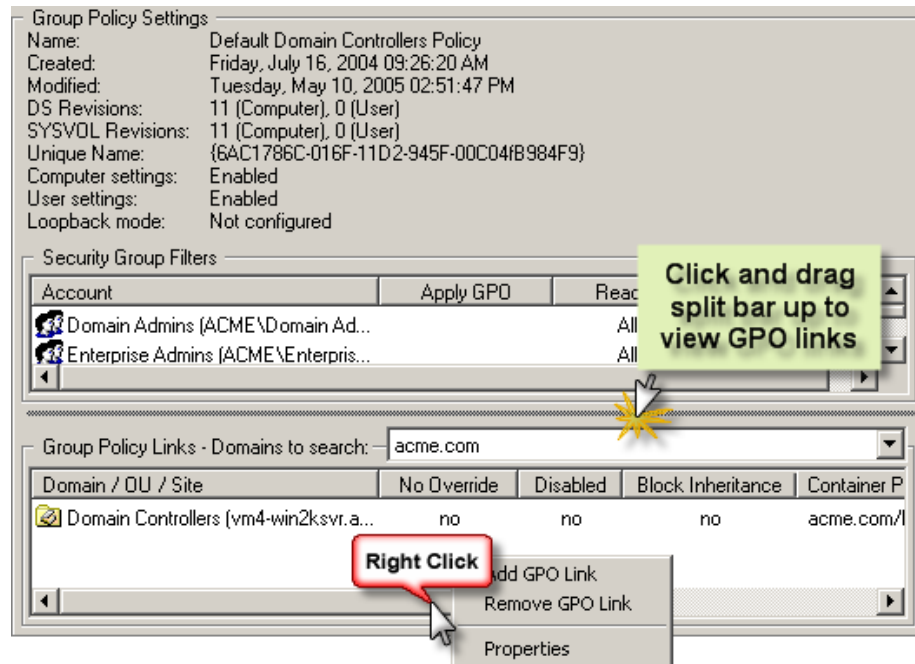 Group Policy Settings
Name: Default Domain Controllers Policy
Created: Friday, July 16, 2004 09:26:20 AM
Modified: Tuesday, May 10, 2005 02:51:47 PM
DS Revisions: 11 (Computer), 0 (User)
SYSVOL Revisions: 11 (Computer), 0 (User)
Unique Name: {6AC1786C-016F-11D2-945F-00C04fB984F9}
Computer settings: Enabled
User settings: Enabled
Loopback mode: Not configured
Security Group Filters
Account Apply GPO Rea
Domain Admins (ACME\Domain Ad... All
Enterprise Admins (ACME\Enterpris... All
Click and drag
split bar up to
view GPO links
Group Policy Links - Domains to search: acme.com
Domain / OU / Site No Override Disabled Block Inheritance Container P
Domain Controllers (vm4-win2ksvr.a... no no no acme.com/
Right Click
Add GPO Link
Remove GPO Link
Properties